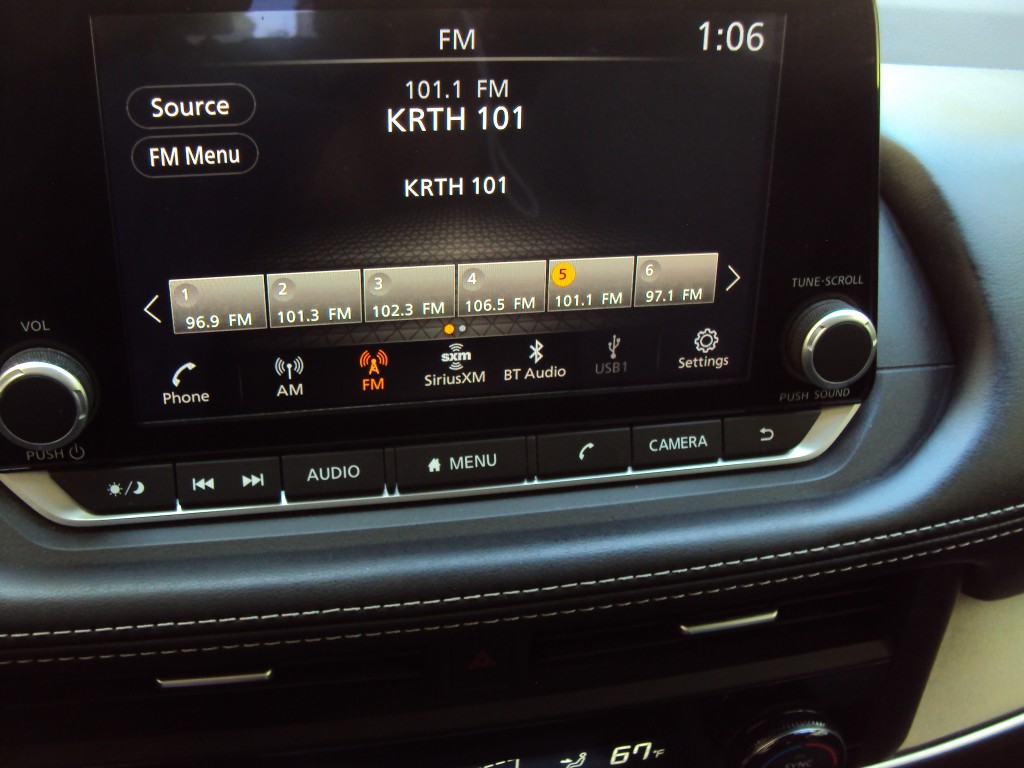 FM 1:06
101.1 FM
Source
KRTH 101
FM Menu
KRTH 101
1 2 3 4 5 6
96.9 FM 101.3 FM 102.3 FM 106.5 FM 101.1 FM 97.1 FM
TUNE·SCROLL
VOL
Phone AM FM sxm SiriusXM BT Audio USB1 Settings
PUSH SOUND
PUSH
AUDIO MENU CAMERA
67°F
SYNC